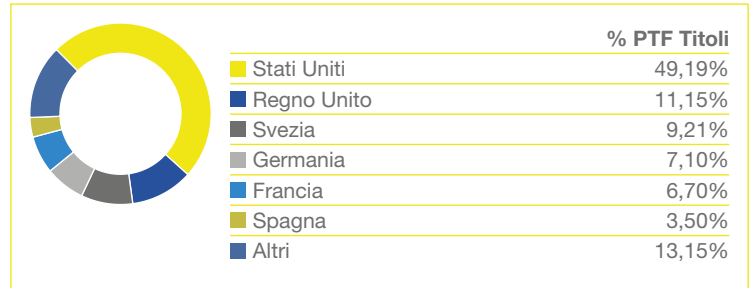 % PTF Titoli
Stati Uniti 49,19%
Regno Unito 11,15%
Svezia 9,21%
Germania 7,10%
Francia 6,70%
Spagna 3,50%
Altri 13,15%